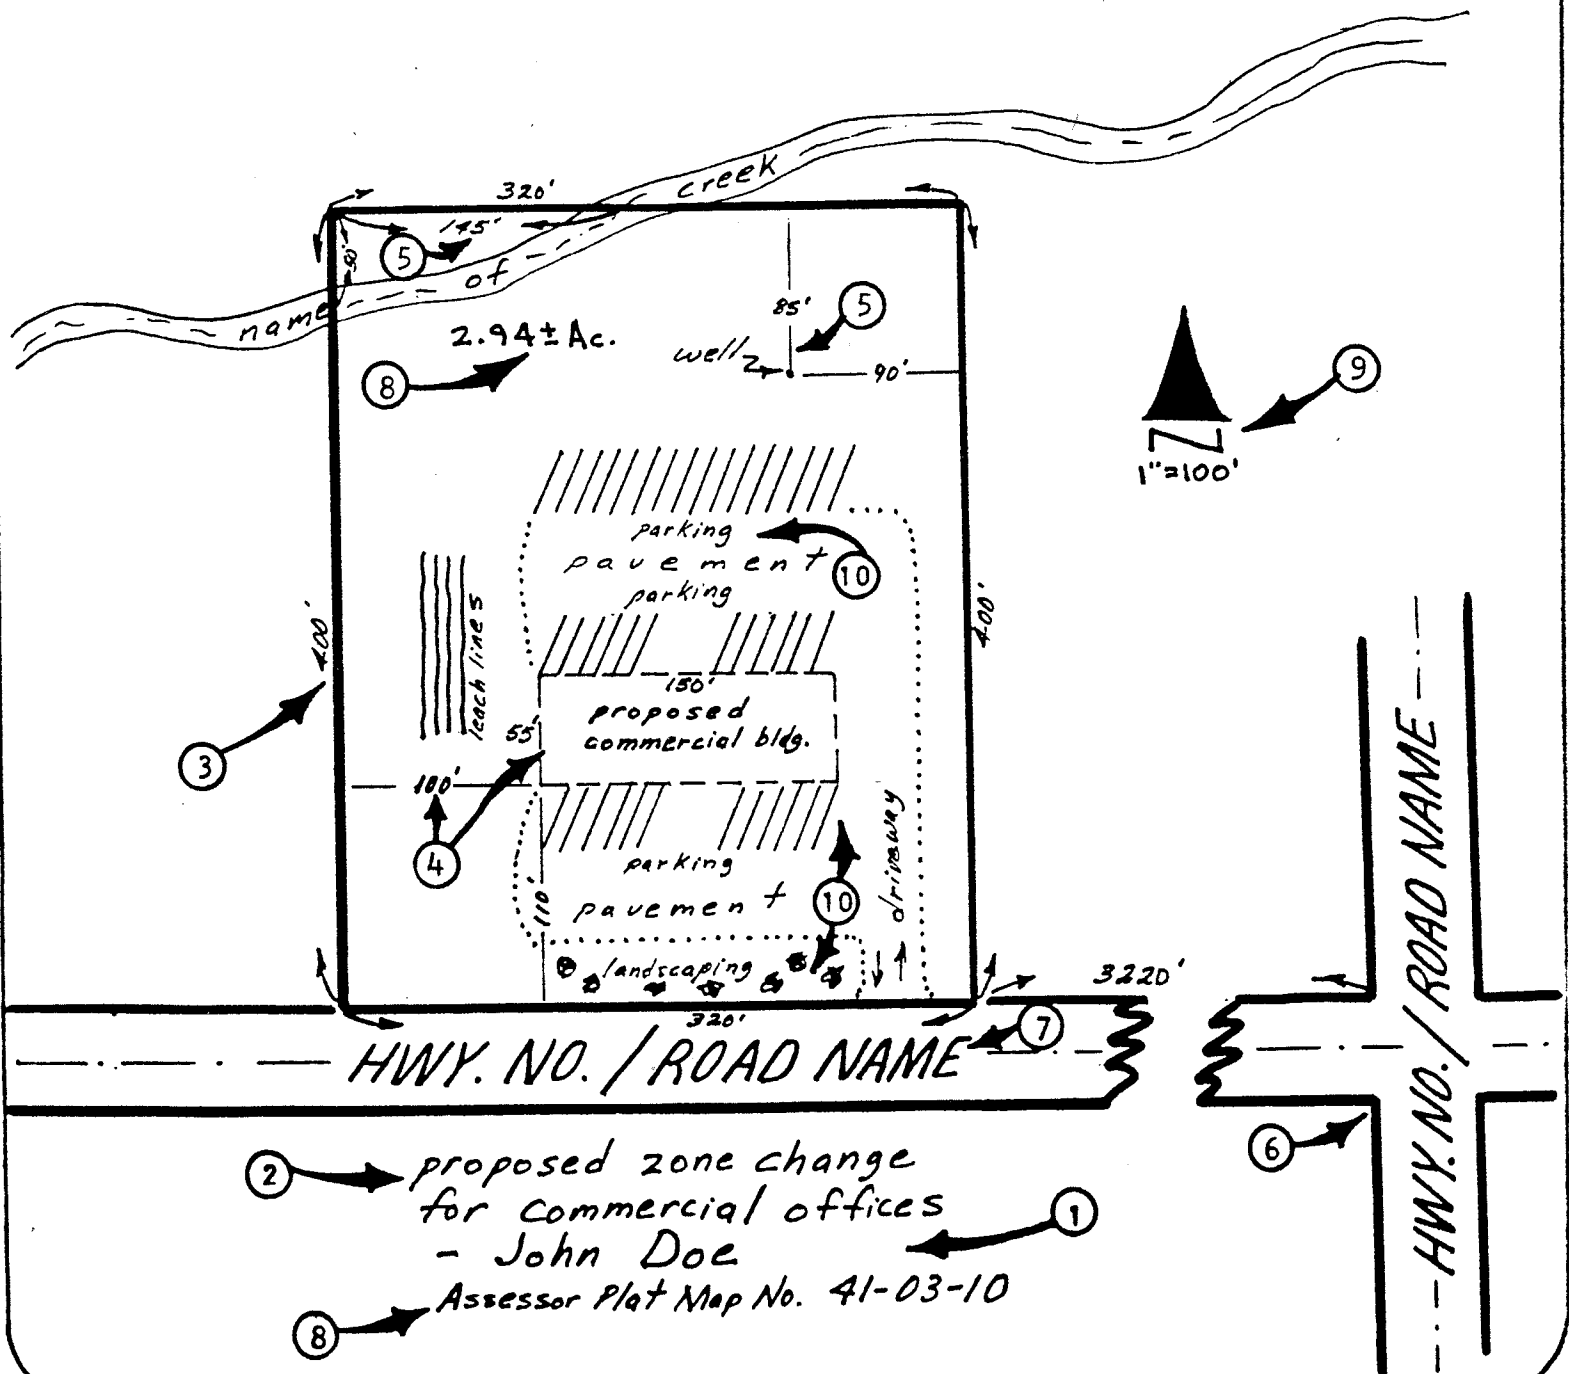 creek
320'
145'
5
50'
of
name
2.94± Ac.
8
85'
5
well
90'
9
N
1"=100'
parking
pavement
10
parking
leach lines
400'
400'
3
150'
55'
proposed
commercial bldg.
100'
4
parking
pavement
110'
10
driveway
landscaping
3220'
320'
7
HWY. NO. / ROAD NAME
HWY. NO. / ROAD NAME
6
2
proposed zone change
for commercial offices
1
- John Doe
Assessor Plat Map No. 41-03-10
8